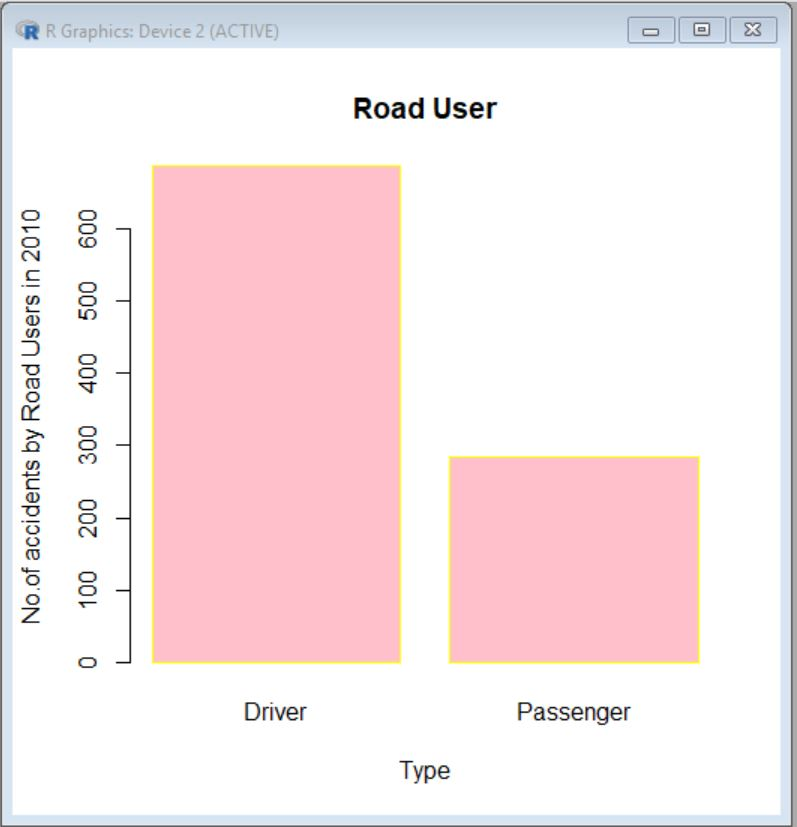 R Graphics: Device 2 (ACTIVE)
Road User
No.of accidents by Road Users in 2010
600
500
400
300
200
100
0
Driver
Passenger
Type